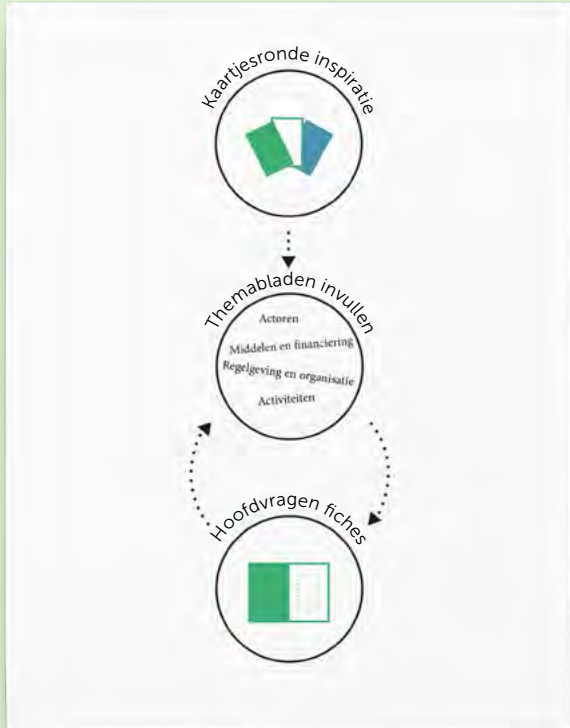 Kaartjesronde inspiratie
Themabladen invullen
Actoren
Middelen en financiering
Regelgeving en organisatie
Activiteiten
Hoofdvragen fiches